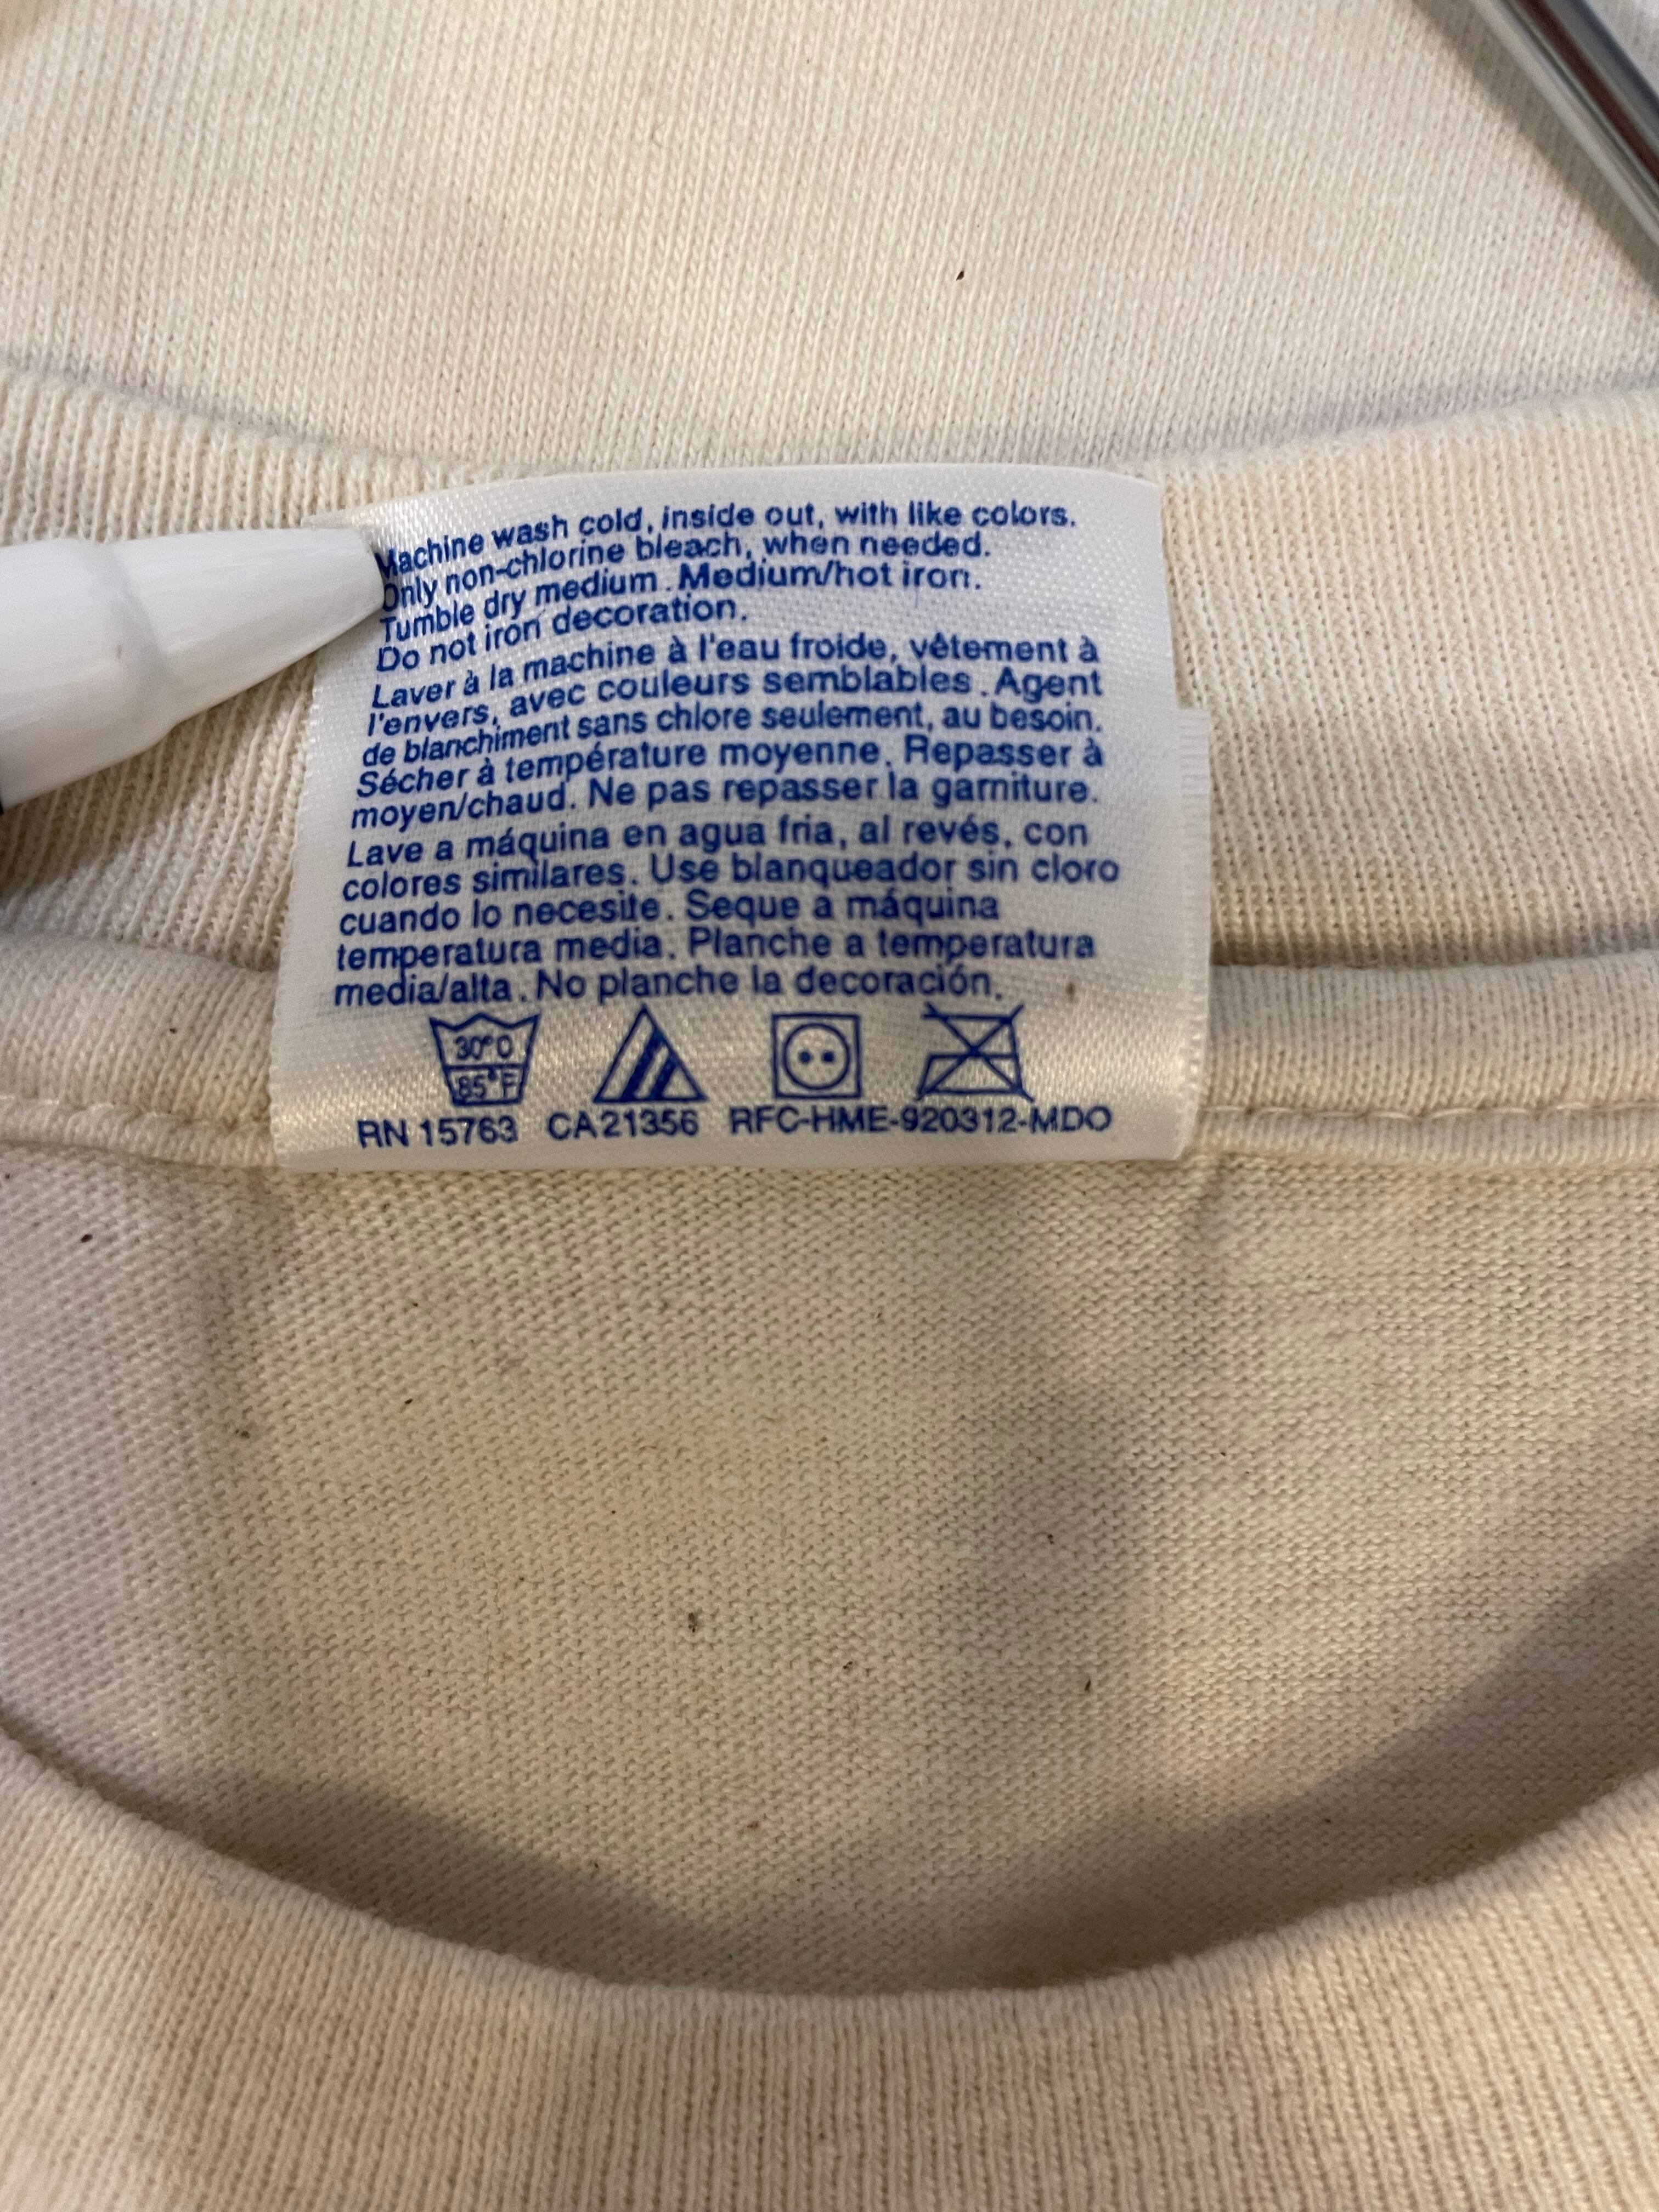 Machine wash cold, inside out, with like colors.
Only non-chlorine bleach, when needed.
Tumble dry medium. Medium/hot iron.
Do not iron decoration.
Laver à la machine à l'eau froide, vêtement à
l'envers, avec couleurs semblables. Agent
de blanchiment sans chlore seulement, au besoin.
Sécher à température moyenne. Repasser à
moyen/chaud. Ne pas repasser la garniture.
Lave a máquina en agua fria, al revés, con
colores similares. Use blanqueador sin cloro
cuando lo necesite. Seque a máquina
temperatura media. Planche a temperatura
media/alta. No planche la decoración.
30°C
85°F
RN 15763 CA21356 RFC-HME-920312-MDO